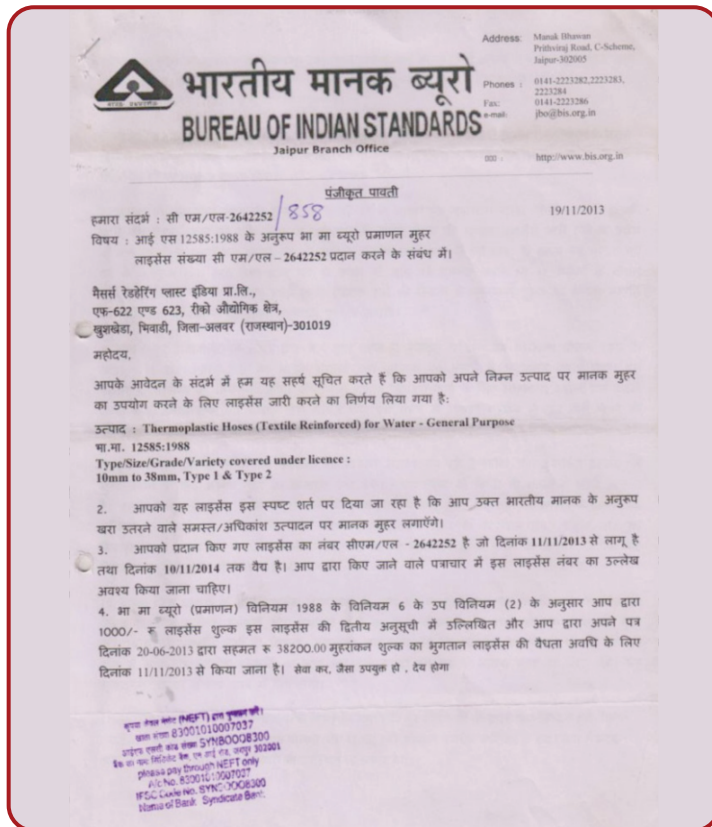 Address: Manak Bhawan
Prithviraj Road, C-Scheme,
Jaipur-302005
Phones : 0141-2223282,2223283,
2223284
Fax: 0141-2223286
e-mail: jbo@bis.org.in
http://www.bis.org.in
भारतीय मानक ब्यूरो
BUREAU OF INDIAN STANDARDS
Jaipur Branch Office
पंजीकृत पावती
हमारा संदर्भ : सी एम/एल-2642252/858
19/11/2013
विषय : आई एस 12585:1988 के अनुरूप भा मा ब्यूरो प्रमाणन मुहर
लाइसेंस संख्या सी एम/एल – 2642252 प्रदान करने के संबंध में।
मैसर्स रेडहेरिंग प्लास्ट इंडिया प्रा.लि.,
एफ-622 एण्ड 623, रीको औद्योगिक क्षेत्र,
खुशखेडा, भिवाडी, जिला-अलवर (राजस्थान)-301019
महोदय,
आपके आवेदन के संदर्भ में हम यह सहर्ष सूचित करते हैं कि आपको अपने निम्न उत्पाद पर मानक मुहर
का उपयोग करने के लिए लाइसेंस जारी करने का निर्णय लिया गया है:
उत्पाद : Thermoplastic Hoses (Textile Reinforced) for Water - General Purpose
भा.मा. 12585:1988
Type/Size/Grade/Variety covered under licence :
10mm to 38mm, Type 1 & Type 2
2. आपको यह लाइसेंस इस स्पष्ट शर्त पर दिया जा रहा है कि आप उक्त भारतीय मानक के अनुरूप
खरा उतरने वाले समस्त/अधिकांश उत्पादन पर मानक मुहर लगाऐंगे।
3. आपको प्रदान किए गए लाइसेंस का नंबर सीएम/एल - 2642252 है जो दिनांक 11/11/2013 से लागू है
तथा दिनांक 10/11/2014 तक वैध है। आप द्वारा किए जाने वाले पत्राचार में इस लाइसेंस नंबर का उल्लेख
अवश्य किया जाना चाहिए।
4. भा मा ब्यूरो (प्रमाणन) विनियम 1988 के विनियम 6 के उप विनियम (2) के अनुसार आप द्वारा
1000/- रू लाइसेंस शुल्क इस लाइसेंस की द्वितीय अनुसूची में उल्लिखित और आप द्वारा अपने पत्र
दिनांक 20-06-2013 द्वारा सहमत रू 38200.00 मुहरांकन शुल्क का भुगतान लाइसेंस की वैधता अवधि के लिए
दिनांक 11/11/2013 से किया जाना है। सेवा कर, जैसा उपयुक्त हो , देय होगा
(NEFT) द्वारा भुगतान करें।
खाता संख्या 83001010007037
SYNB0008300
302001
please pay through NEFT only
A/c No. 83001010007037
IFSC Code No. SYNB0008300
Name of Bank Syndicate Bank